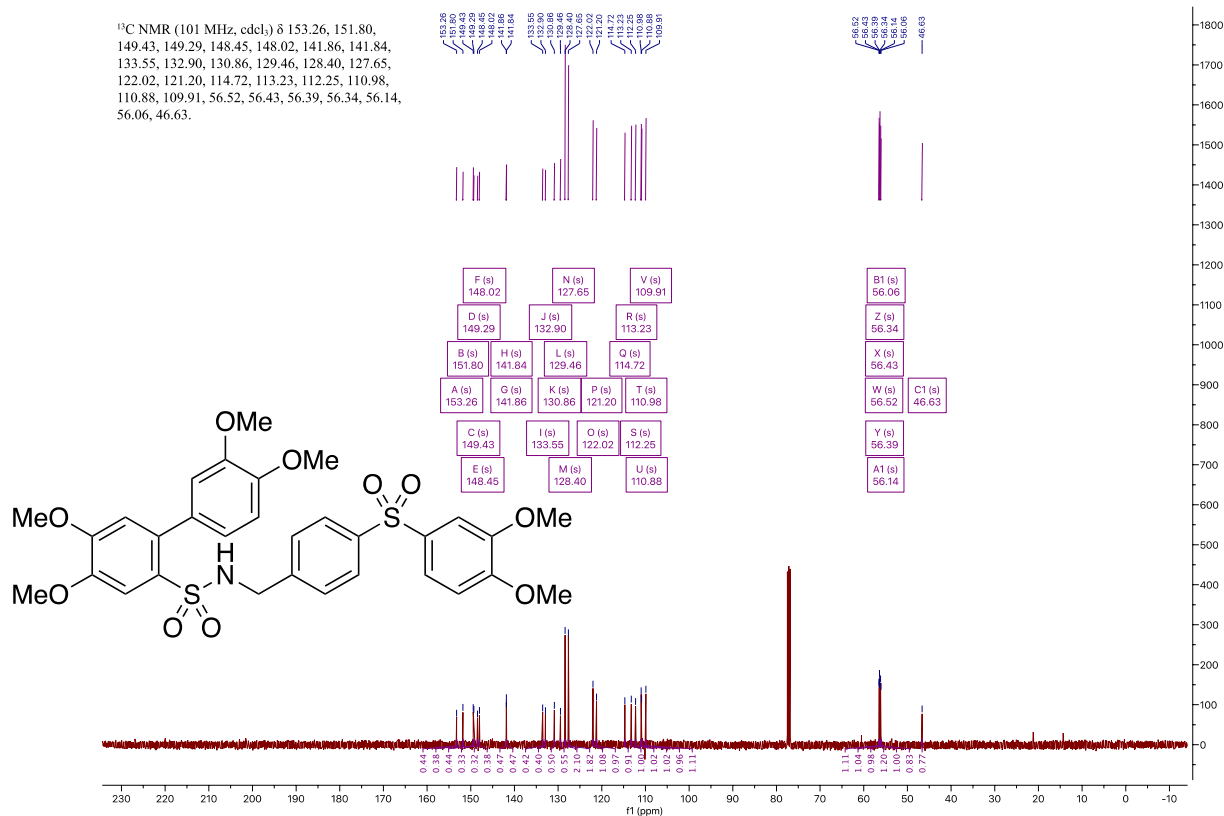 ¹³C NMR (101 MHz, cdcl₃) δ 153.26, 151.80,
149.43, 149.29, 148.45, 148.02, 141.86, 141.84,
133.55, 132.90, 130.86, 129.46, 128.40, 127.65,
122.02, 121.20, 114.72, 113.23, 112.25, 110.98,
110.88, 109.91, 56.52, 56.43, 56.39, 56.34, 56.14,
56.06, 46.63.
153.26
151.80
149.43
149.29
148.45
148.02
141.86
141.84
133.55
132.90
130.86
129.46
128.40
127.65
122.02
121.20
114.72
113.23
112.25
110.98
110.88
109.91
56.52
56.43
56.39
56.34
56.14
56.06
46.63
F (s)
148.02
N (s)
127.65
V (s)
109.91
B1 (s)
56.06
D (s)
149.29
J (s)
132.90
R (s)
113.23
Z (s)
56.34
B (s)
151.80
H (s)
141.84
L (s)
129.46
Q (s)
114.72
X (s)
56.43
A (s)
153.26
G (s)
141.86
K (s)
130.86
P (s)
121.20
T (s)
110.98
W (s)
56.52
C1 (s)
46.63
C (s)
149.43
I (s)
133.55
O (s)
122.02
S (s)
112.25
Y (s)
56.39
E (s)
148.45
M (s)
128.40
U (s)
110.88
A1 (s)
56.14
OMe
OMe
MeO
MeO
S
O
O
H
N
O
O
S
OMe
OMe
1800
1700
1600
1500
1400
1300
1200
1100
1000
900
800
700
600
500
400
300
200
100
0
0.44
0.38
0.44
0.33
0.32
0.38
0.47
0.47
0.42
0.40
0.50
0.55
2.10
1.82
1.08
0.97
0.91
1.00
1.02
1.02
0.96
1.11
1.11
1.04
0.98
1.20
1.00
0.83
0.77
230 220 210 200 190 180 170 160 150 140 130 120 110 100 90 80 70 60 50 40 30 20 10 0 -10
f1 (ppm)